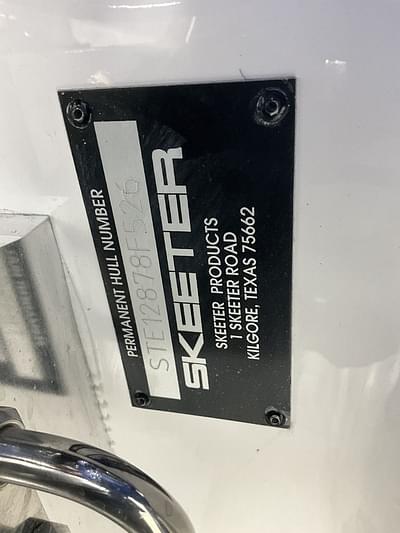 PERMANENT HULL NUMBER
STE12878F526
SKEETER
SKEETER PRODUCTS
1 SKEETER ROAD
KILGORE, TEXAS 75662